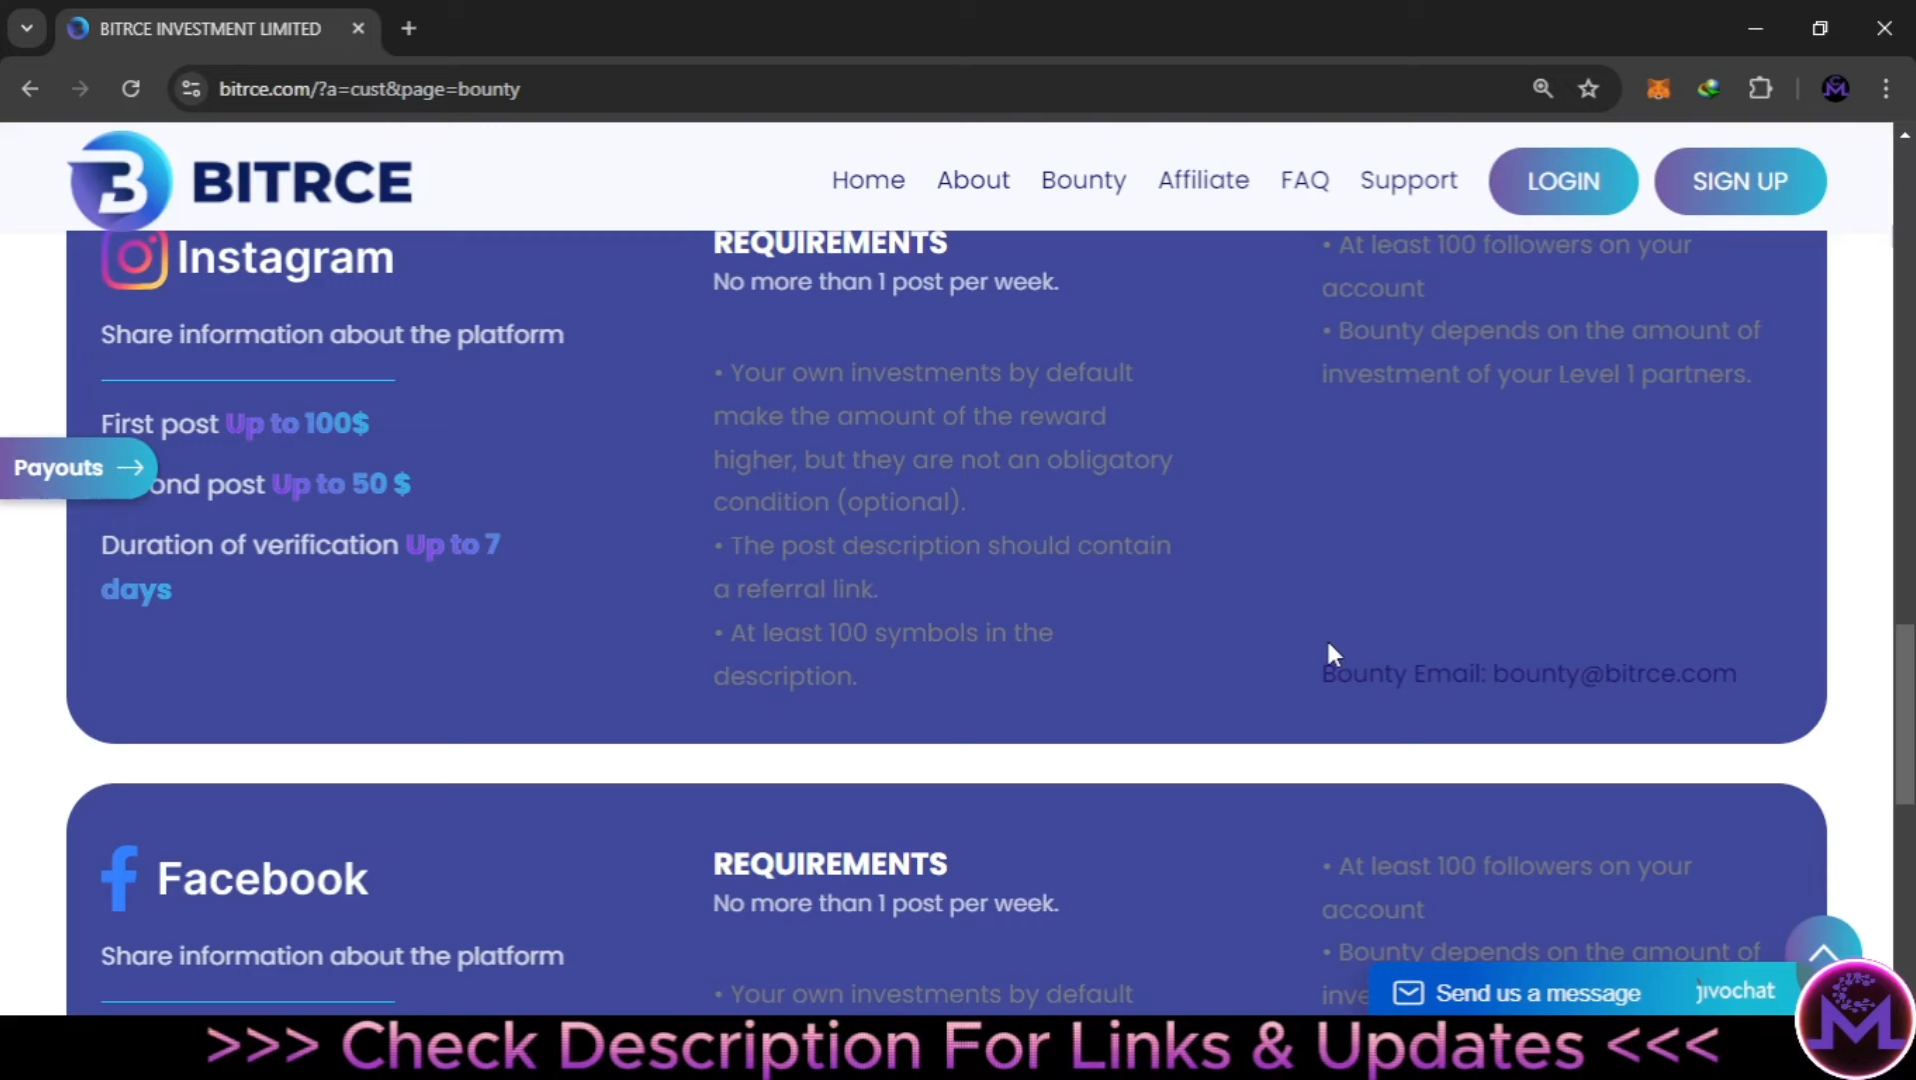 BITRCE INVESTMENT LIMITED
bitrce.com/?a=cust&page=bounty
BITRCE
Home
About
Bounty
Affiliate
FAQ
Support
LOGIN
SIGN UP
Instagram
Share information about the platform
First post Up to 100$
ond post Up to 50 $
Duration of verification Up to 7
days
Payouts
REQUIREMENTS
No more than 1 post per week.
• Your own investments by default
make the amount of the reward
higher, but they are not an obligatory
condition (optional).
• The post description should contain
a referral link.
• At least 100 symbols in the
description.
• At least 100 followers on your
account
• Bounty depends on the amount of
investment of your Level 1 partners.
Bounty Email: bounty@bitrce.com
Facebook
Share information about the platform
REQUIREMENTS
No more than 1 post per week.
• Your own investments by default
• At least 100 followers on your
account
• Bounty depends on the amount of
inve
Send us a message
jivochat
>>> Check Description For Links & Updates <<<